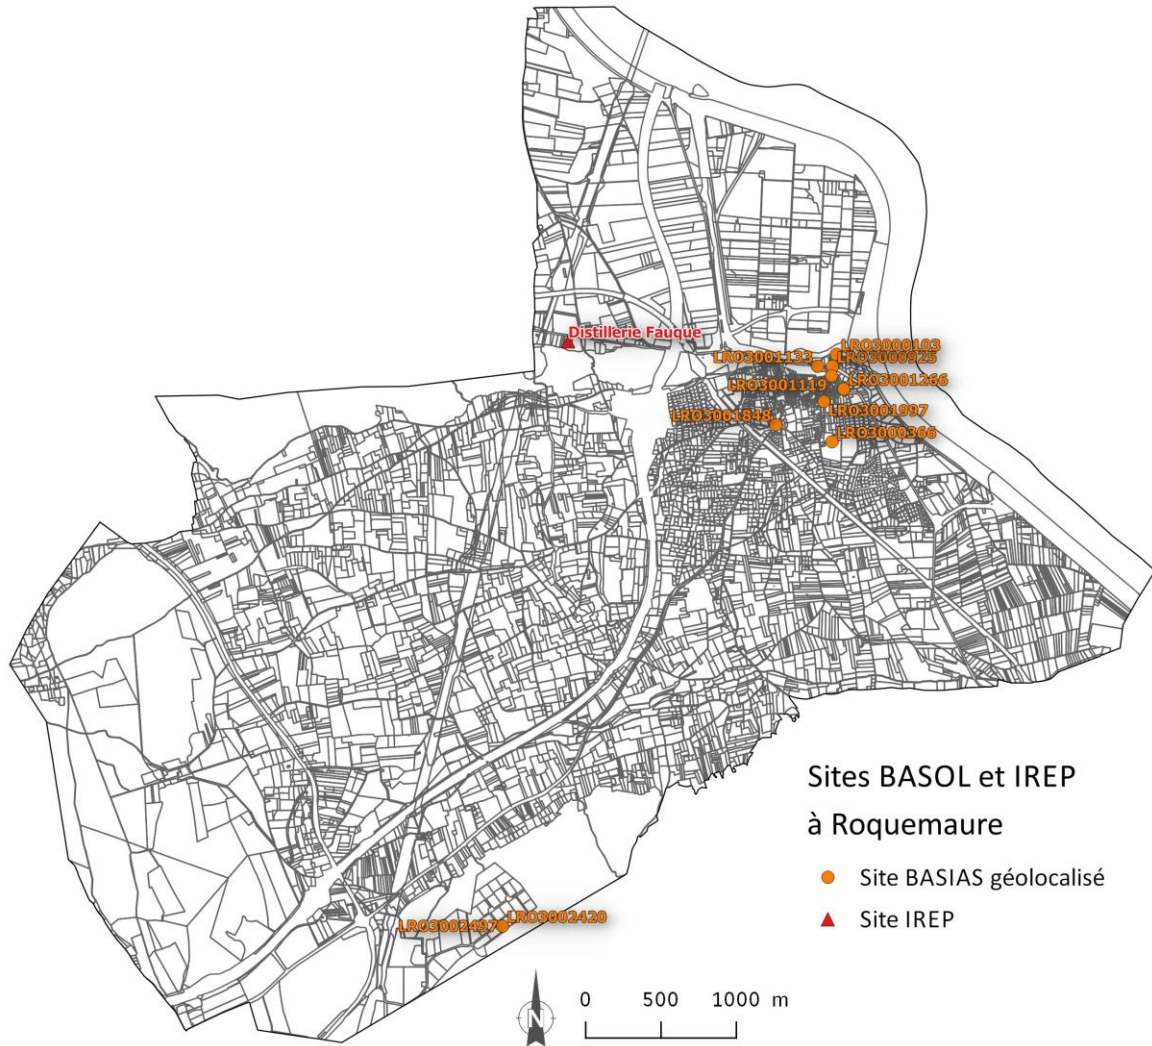 Distillerie Fauque
LRO3000103
LRO3001133
LRO3000925
LRO3001119
LRO3001266
LRO3001997
LRO3001848
LRO3000366
Sites BASOL et IREP
à Roquemaure
Site BASIAS géolocalisé
Site IREP
LRO3002497
LRO3002420
N
0 500 1000 m